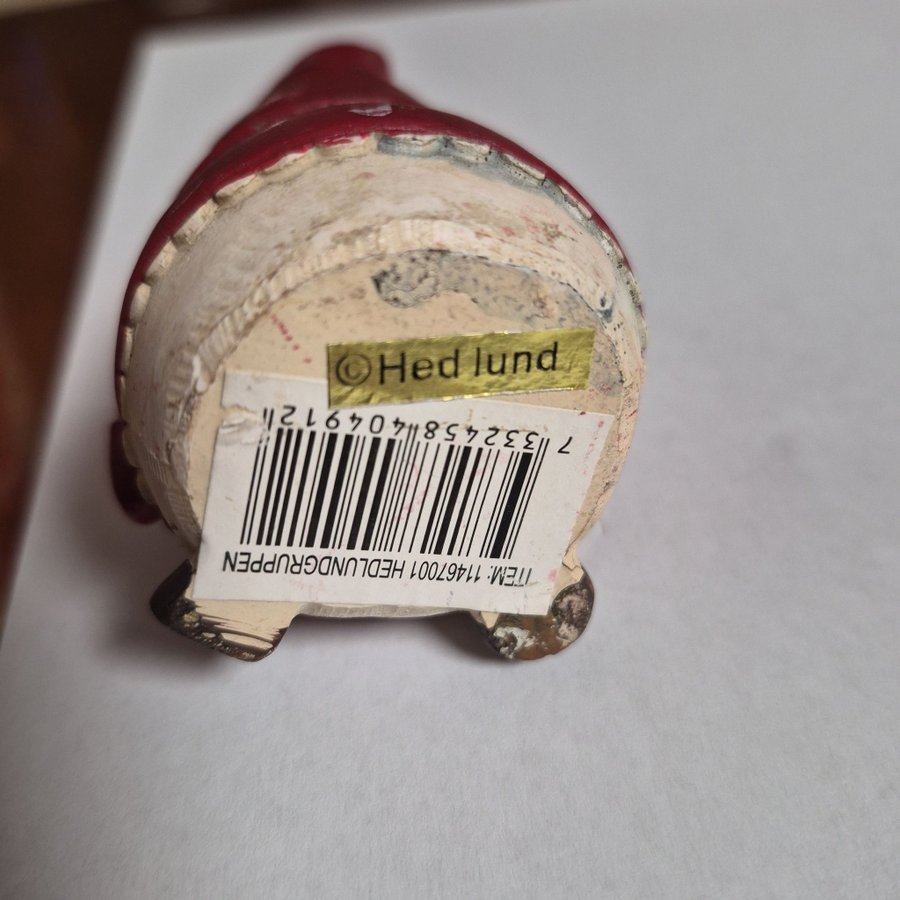 ©Hed lund
ITEM: 11467001 HEDLUNDGRUPPEN
7 332458 404912